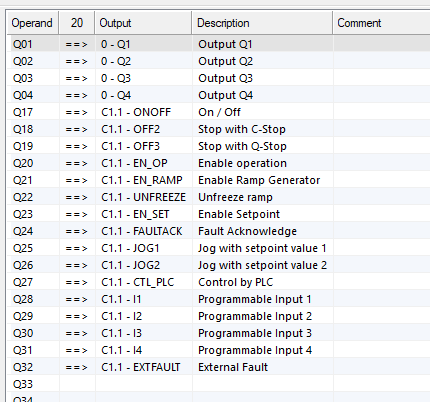 Operand 20 Output Description Comment
Q01 ==> 0 - Q1 Output Q1
Q02 ==> 0 - Q2 Output Q2
Q03 ==> 0 - Q3 Output Q3
Q04 ==> 0 - Q4 Output Q4
Q17 ==> C1.1 - ONOFF On / Off
Q18 ==> C1.1 - OFF2 Stop with C-Stop
Q19 ==> C1.1 - OFF3 Stop with Q-Stop
Q20 ==> C1.1 - EN_OP Enable operation
Q21 ==> C1.1 - EN_RAMP Enable Ramp Generator
Q22 ==> C1.1 - UNFREEZE Unfreeze ramp
Q23 ==> C1.1 - EN_SET Enable Setpoint
Q24 ==> C1.1 - FAULTACK Fault Acknowledge
Q25 ==> C1.1 - JOG1 Jog with setpoint value 1
Q26 ==> C1.1 - JOG2 Jog with setpoint value 2
Q27 ==> C1.1 - CTL_PLC Control by PLC
Q28 ==> C1.1 - I1 Programmable Input 1
Q29 ==> C1.1 - I2 Programmable Input 2
Q30 ==> C1.1 - I3 Programmable Input 3
Q31 ==> C1.1 - I4 Programmable Input 4
Q32 ==> C1.1 - EXTFAULT External Fault
Q33
Q34